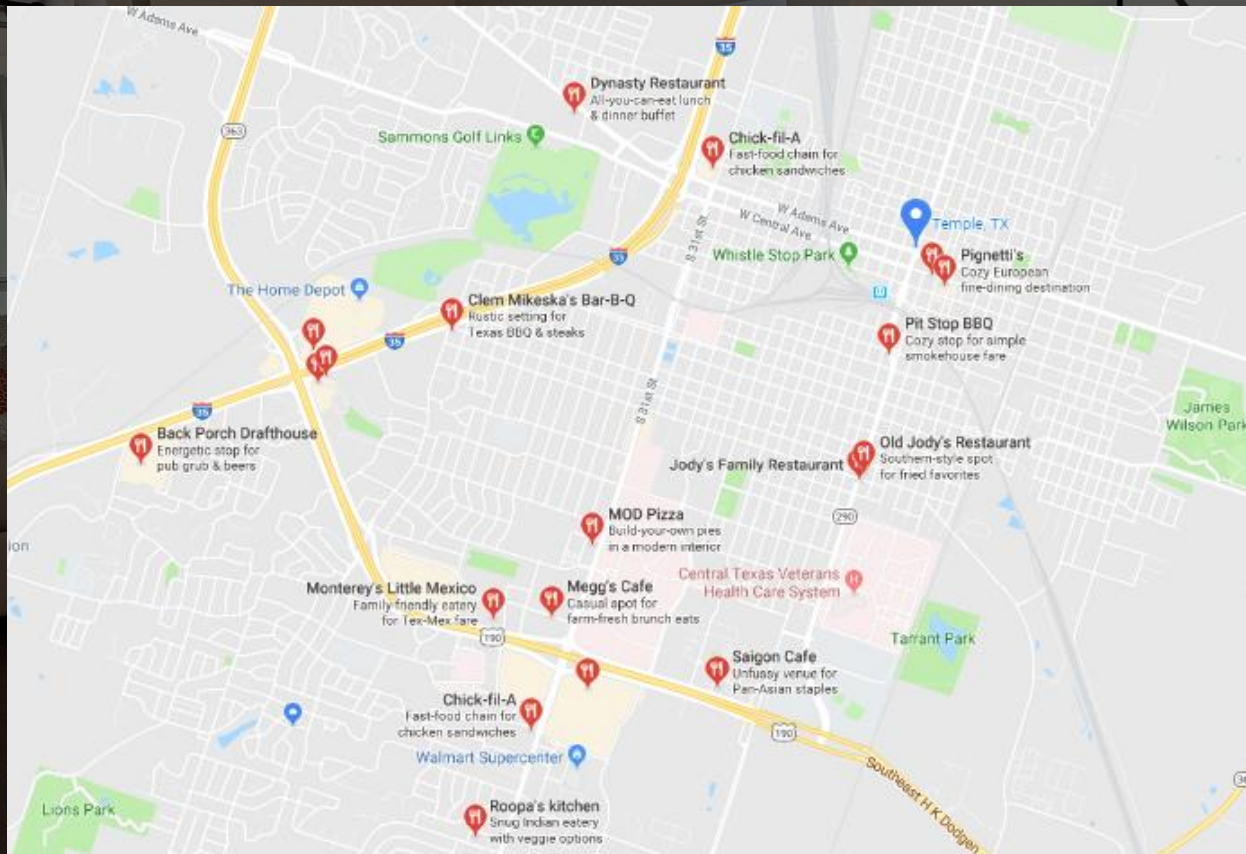 W Adams Ave
35
Dynasty Restaurant
All-you-can-eat lunch
& dinner buffet
363
Sammons Golf Links
Chick-fil-A
Fast-food chain for
chicken sandwiches
S 31st St
W Adams Ave
W Central Ave
Temple, TX
Whistle Stop Park
Pignetti's
Cozy European
fine-dining destination
35
The Home Depot
Clem Mikeska's Bar-B-Q
Rustic setting for
Texas BBQ & steaks
35
Pit Stop BBQ
Cozy stop for simple
smokehouse fare
S 31st St
35
James
Wilson Park
Back Porch Drafthouse
Energetic stop for
pub grub & beers
Old Jody's Restaurant
Southern-style spot
for fried favorites
Jody's Family Restaurant
MOD Pizza
Build-your-own pies
in a modern interior
290
ion
Monterey's Little Mexico
Family-friendly eatery
for Tex-Mex fare
Megg's Cafe
Casual spot for
farm-fresh brunch eats
Central Texas Veterans
Health Care System
H
190
Tarrant Park
Saigon Cafe
Unfussy venue for
Pan-Asian staples
Chick-fil-A
Fast-food chain for
chicken sandwiches
190
Walmart Supercenter
Southeast H K Dodgen
Lions Park
Roopa's kitchen
Snug Indian eatery
with veggie options